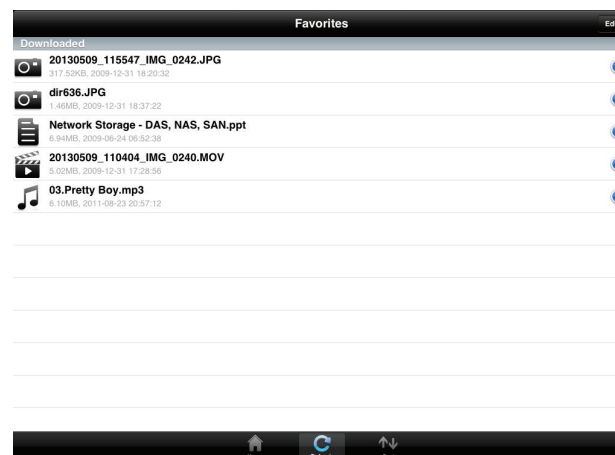 Favorites
Downloaded
20130509_115547_IMG_0242.JPG
317.52KB, 2009-12-31 18:20:32
dir636.JPG
1.46MB, 2009-12-31 18:37:22
Network Storage - DAS, NAS, SAN.ppt
6.94MB, 2009-06-24 06:52:38
20130509_110404_IMG_0240.MOV
5.02MB, 2009-12-31 17:28:56
03.Pretty Boy.mp3
6.10MB, 2011-08-23 20:57:12